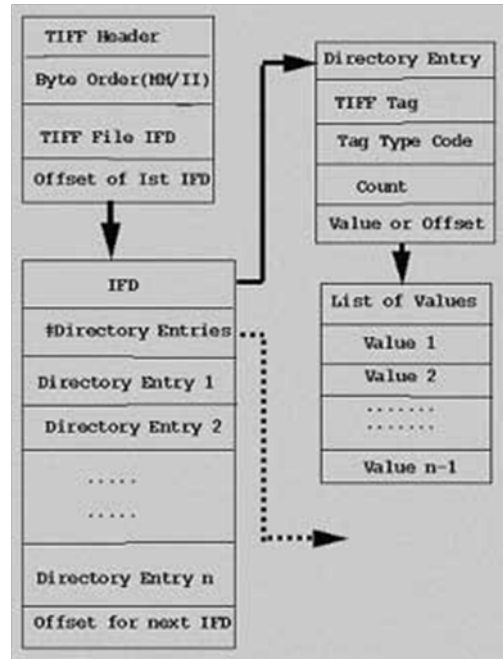 TIFF Header
Byte Order(MM/II)
TIFF File IFD
Offset of Ist IFD
IFD
#Directory Entries
Directory Entry 1
Directory Entry 2
.....
.....
Directory Entry n
Offset for next IFD
Directory Entry
TIFF Tag
Tag Type Code
Count
Value or Offset
List of Values
Value 1
Value 2
.......
.......
Value n-1